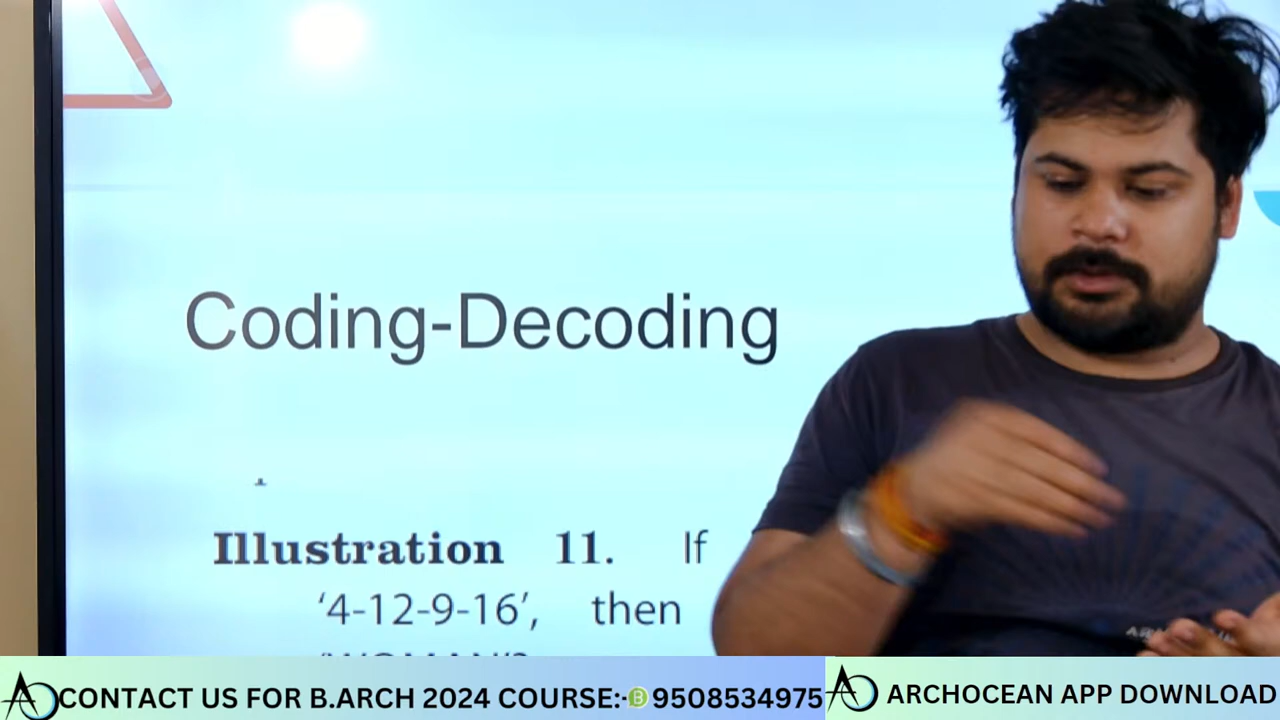 Coding-Decoding
Illustration 11. If
‘4-12-9-16’, then
‘WOMAN’?
CONTACT US FOR B.ARCH 2024 COURSE:- 9508534975
ARCHOCEAN APP DOWNLOAD